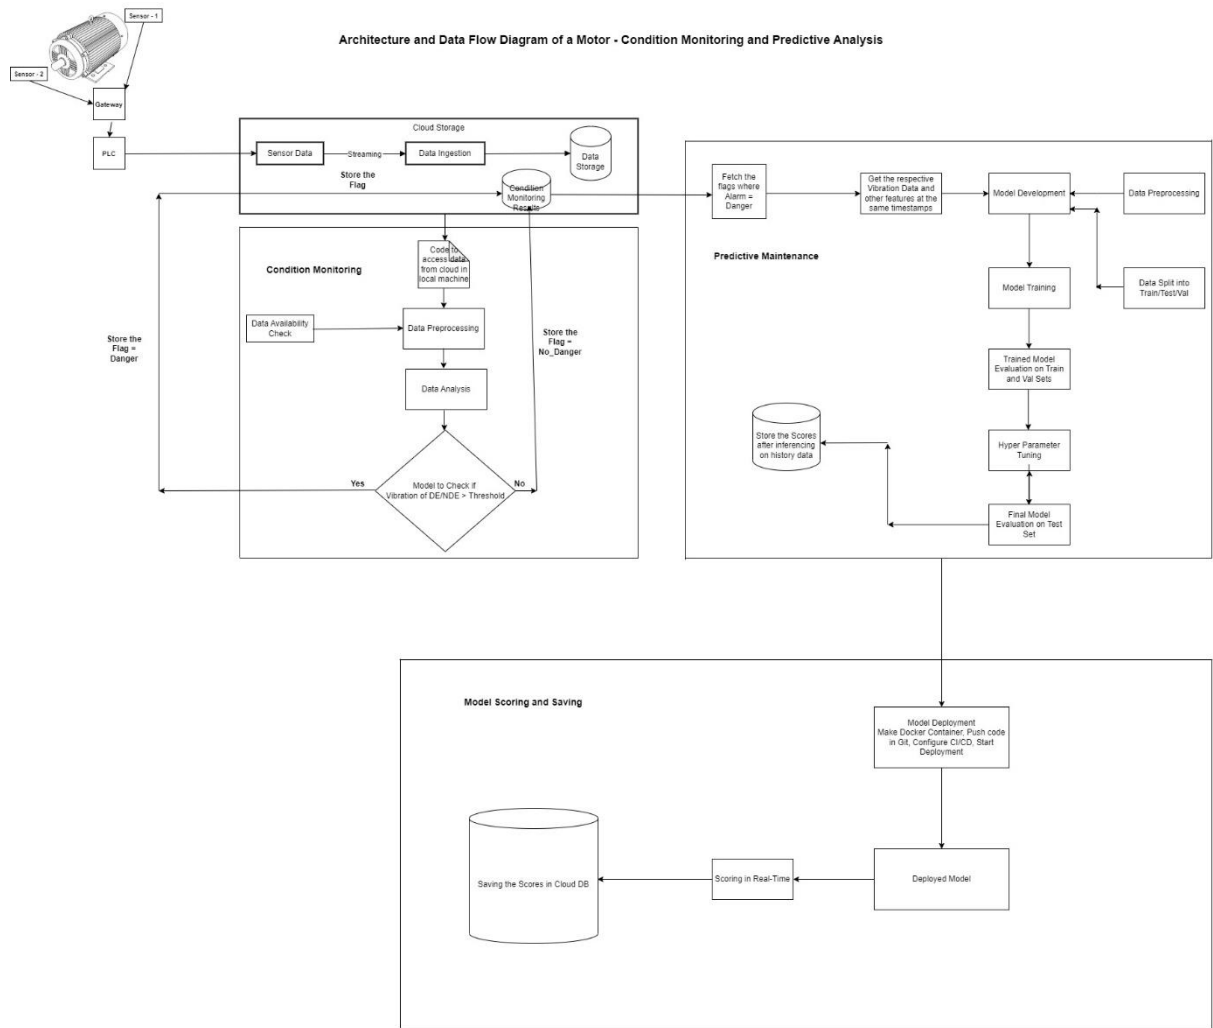 Sensor - 1
Architecture and Data Flow Diagram of a Motor - Condition Monitoring and Predictive Analysis
Sensor - 2
Gateway
PLC
Cloud Storage
Sensor Data
Streaming
Data Ingestion
Data
Storage
Store the
Flag
Condition
Monitoring
Results
Condition Monitoring
Code to
access data
from cloud in
local machine
Data Availability
Check
Data Preprocessing
Store the
Flag =
Danger
Store the
Flag =
No_Danger
Data Analysis
Yes
Model to Check if
Vibration of DE/NDE > Threshold
No
Fetch the
flags where
Alarm =
Danger
Get the respective
Vibration Data and
other features at the
same timestamps
Model Development
Data Preprocessing
Predictive Maintenance
Model Training
Data Split into
Train/Test/Val
Trained Model
Evaluation on Train
and Val Sets
Store the Scores
after inferencing
on history data
Hyper Parameter
Tuning
Final Model
Evaluation on Test
Set
Model Scoring and Saving
Model Deployment
Make Docker Container, Push code
in Git, Configure CI/CD, Start
Deployment
Saving the Scores in Cloud DB
Scoring in Real-Time
Deployed Model